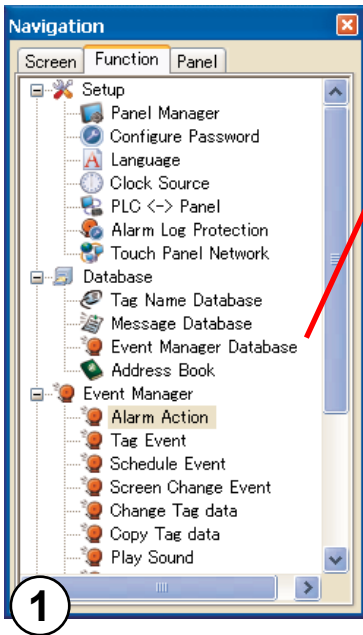 Navigation
Screen Function Panel
Setup
Panel Manager
Configure Password
Language
Clock Source
PLC <-> Panel
Alarm Log Protection
Touch Panel Network
Database
Tag Name Database
Message Database
Event Manager Database
Address Book
Event Manager
Alarm Action
Tag Event
Schedule Event
Screen Change Event
Change Tag data
Copy Tag data
Play Sound
1